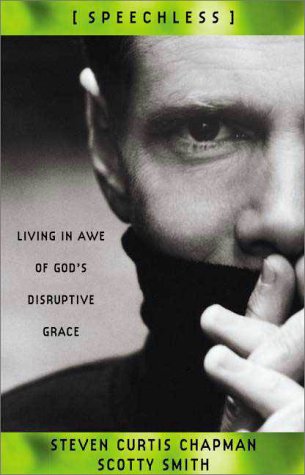 [ SPEECHLESS ]
LIVING IN AWE
OF GOD'S
DISRUPTIVE
GRACE
STEVEN CURTIS CHAPMAN
SCOTTY SMITH